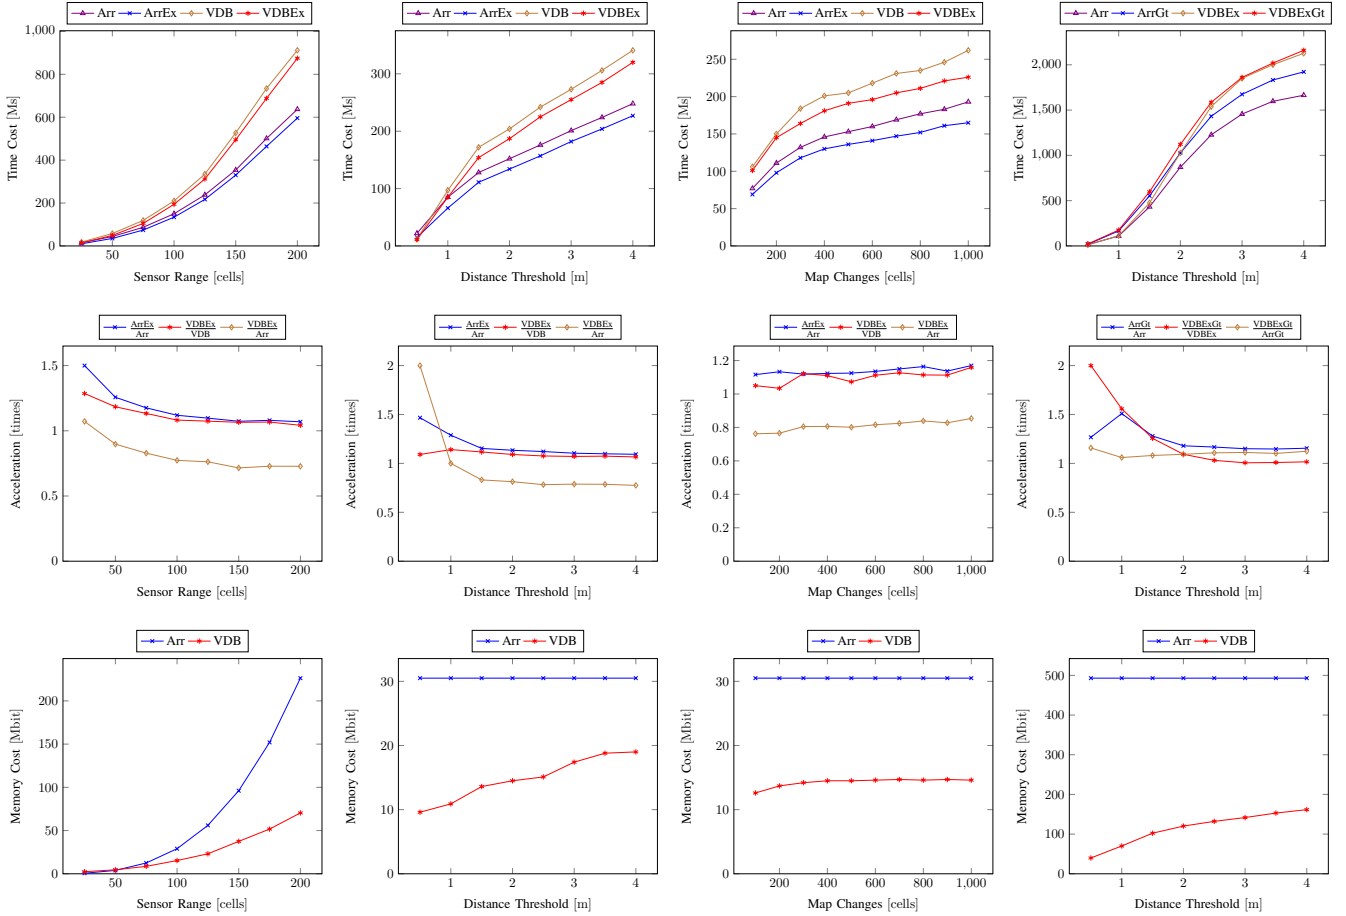 Arr ArrEx VDB VDBEx
1,000
800
600
400
200
0
50 100 150 200
Time Cost [Ms]
Sensor Range [cells]
Arr ArrEx VDB VDBEx
300
200
100
0
1 2 3 4
Time Cost [Ms]
Distance Threshold [m]
Arr ArrEx VDB VDBEx
250
200
150
100
50
0
200 400 600 800 1,000
Time Cost [Ms]
Map Changes [cells]
Arr ArrGt VDBEx VDBExGt
2,000
1,500
1,000
500
0
1 2 3 4
Time Cost [Ms]
Distance Threshold [m]
ArrEx VDBEx VDBEx
Arr VDB Arr
1.5
1
0.5
0
50 100 150 200
Acceleration [times]
Sensor Range [cells]
ArrEx VDBEx VDBEx
Arr VDB Arr
2
1.5
1
0.5
0
1 2 3 4
Acceleration [times]
Distance Threshold [m]
ArrEx VDBEx VDBEx
Arr VDB Arr
1.2
1
0.8
0.6
0.4
0.2
0
200 400 600 800 1,000
Acceleration [times]
Map Changes [cells]
ArrGt VDBExGt VDBExGt
Arr VDBEx ArrGt
2
1.5
1
0.5
0
1 2 3 4
Acceleration [times]
Distance Threshold [m]
Arr VDB
200
150
100
50
0
50 100 150 200
Memory Cost [Mbit]
Sensor Range [cells]
Arr VDB
30
20
10
0
1 2 3 4
Memory Cost [Mbit]
Distance Threshold [m]
Arr VDB
30
20
10
0
200 400 600 800 1,000
Memory Cost [Mbit]
Map Changes [cells]
Arr VDB
500
400
300
200
100
0
1 2 3 4
Memory Cost [Mbit]
Distance Threshold [m]